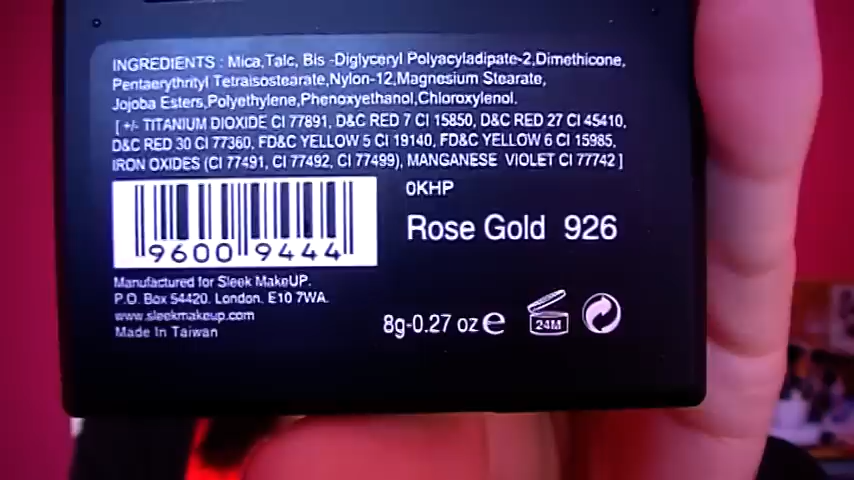 INGREDIENTS : Mica,Talc, Bis -Diglyceryl Polyacyladipate-2,Dimethicone,
Pentaerythrityl Tetraisostearate,Nylon-12,Magnesium Stearate,
Jojoba Esters,Polyethylene,Phenoxyethanol,Chloroxylenol.
[ +/- TITANIUM DIOXIDE CI 77891, D&C RED 7 CI 15850, D&C RED 27 CI 45410,
D&C RED 30 CI 77360, FD&C YELLOW 5 CI 19140, FD&C YELLOW 6 CI 15985,
IRON OXIDES (CI 77491, CI 77492, CI 77499), MANGANESE VIOLET CI 77742 ]
0KHP
Rose Gold 926
9600 9444
Manufactured for Sleek MakeUP.
P.O. Box 54420. London. E10 7WA.
www.sleekmakeup.com
Made In Taiwan
8g-0.27 oz e
24M